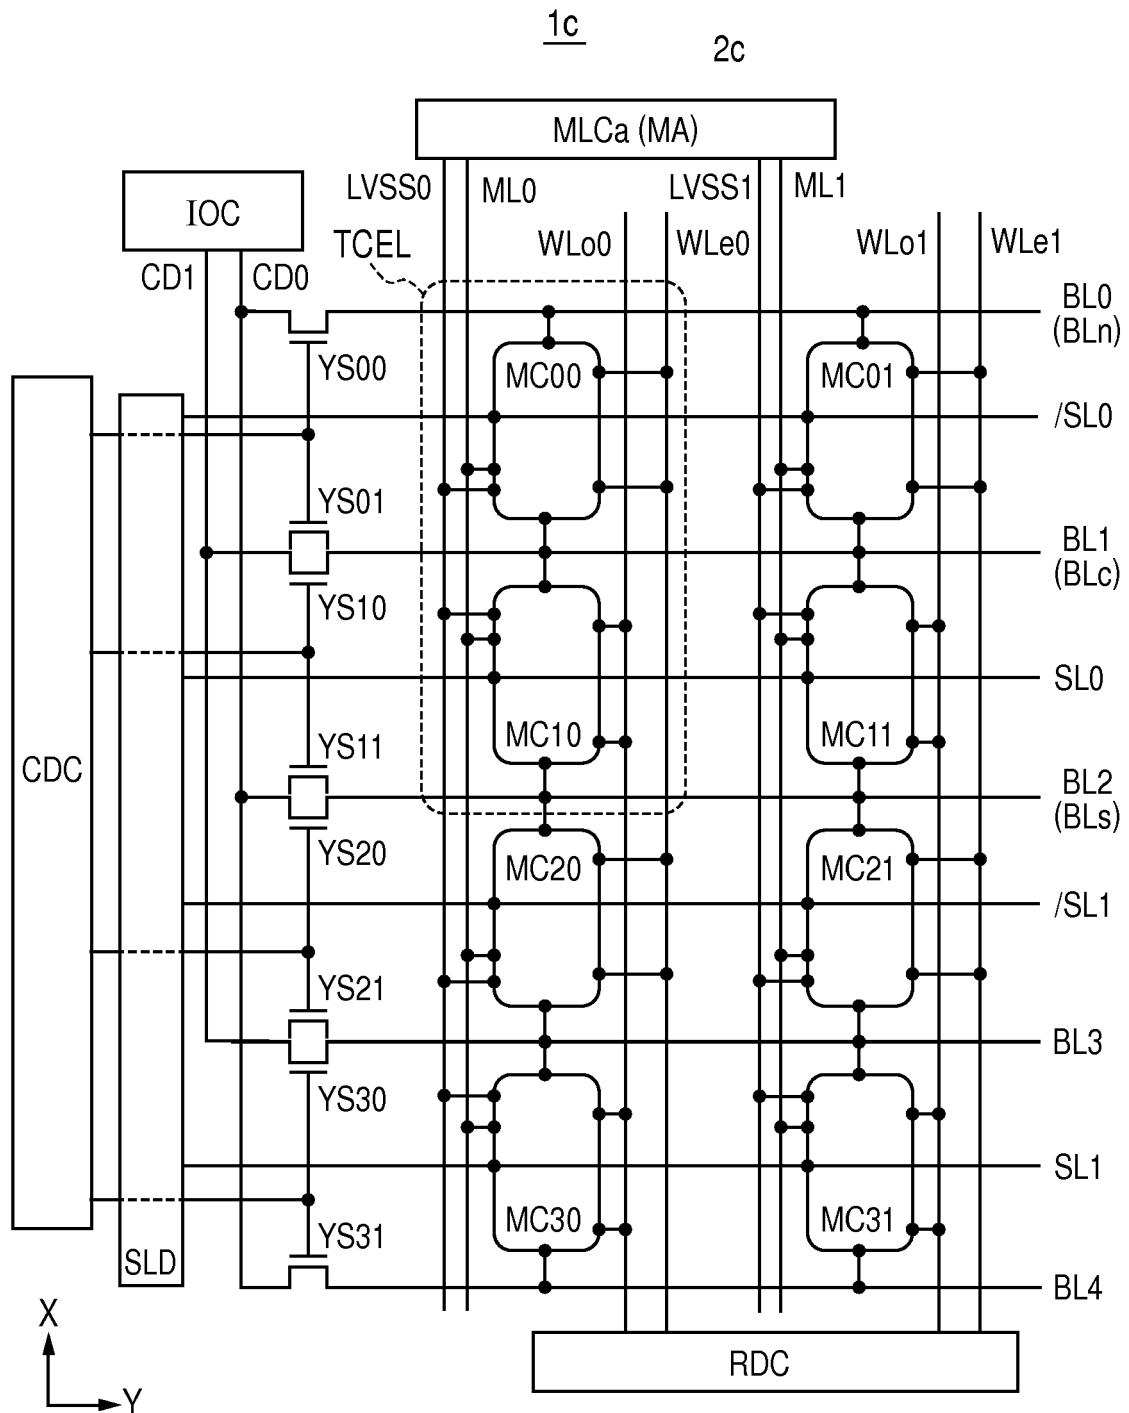 1c
2c
MLCa (MA)
LVSS0
ML0
LVSS1
ML1
IOC
TCEL
WLo0
WLe0
WLo1
WLe1
CD1
CD0
BL0
(BLn)
YS00
MC00
MC01
/SL0
YS01
BL1
(BLc)
YS10
SL0
MC10
MC11
YS11
CDC
BL2
(BLs)
YS20
MC20
MC21
/SL1
YS21
BL3
YS30
SL1
MC30
MC31
YS31
SLD
BL4
X
Y
RDC